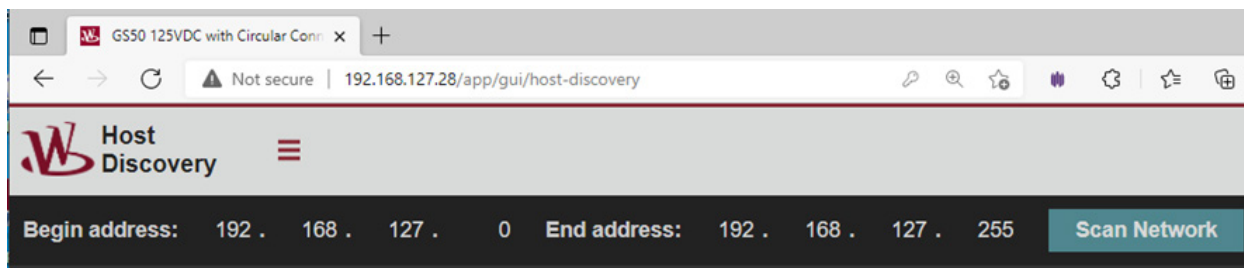 GS50 125VDC with Circular Conn
Not secure | 192.168.127.28/app/gui/host-discovery
Host
Discovery
Begin address: 192 . 168 . 127 . 0 End address: 192 . 168 . 127 . 255 Scan Network